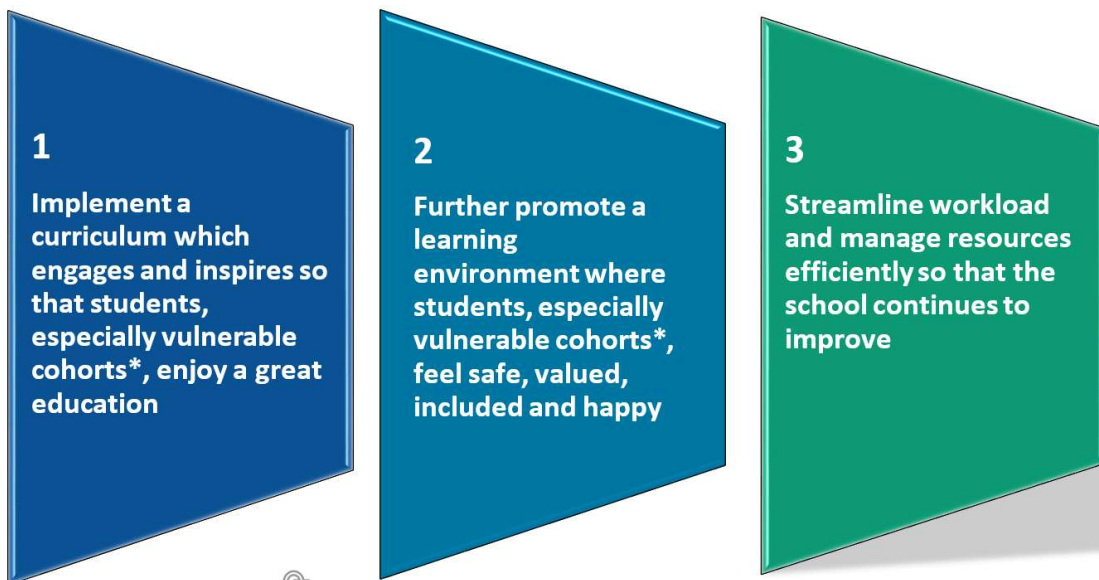 1
Implement a
curriculum which
engages and inspires so
that students,
especially vulnerable
cohorts*, enjoy a great
education
2
Further promote a
learning
environment where
students, especially
vulnerable cohorts*,
feel safe, valued,
included and happy
3
Streamline workload
and manage resources
efficiently so that the
school continues to
improve